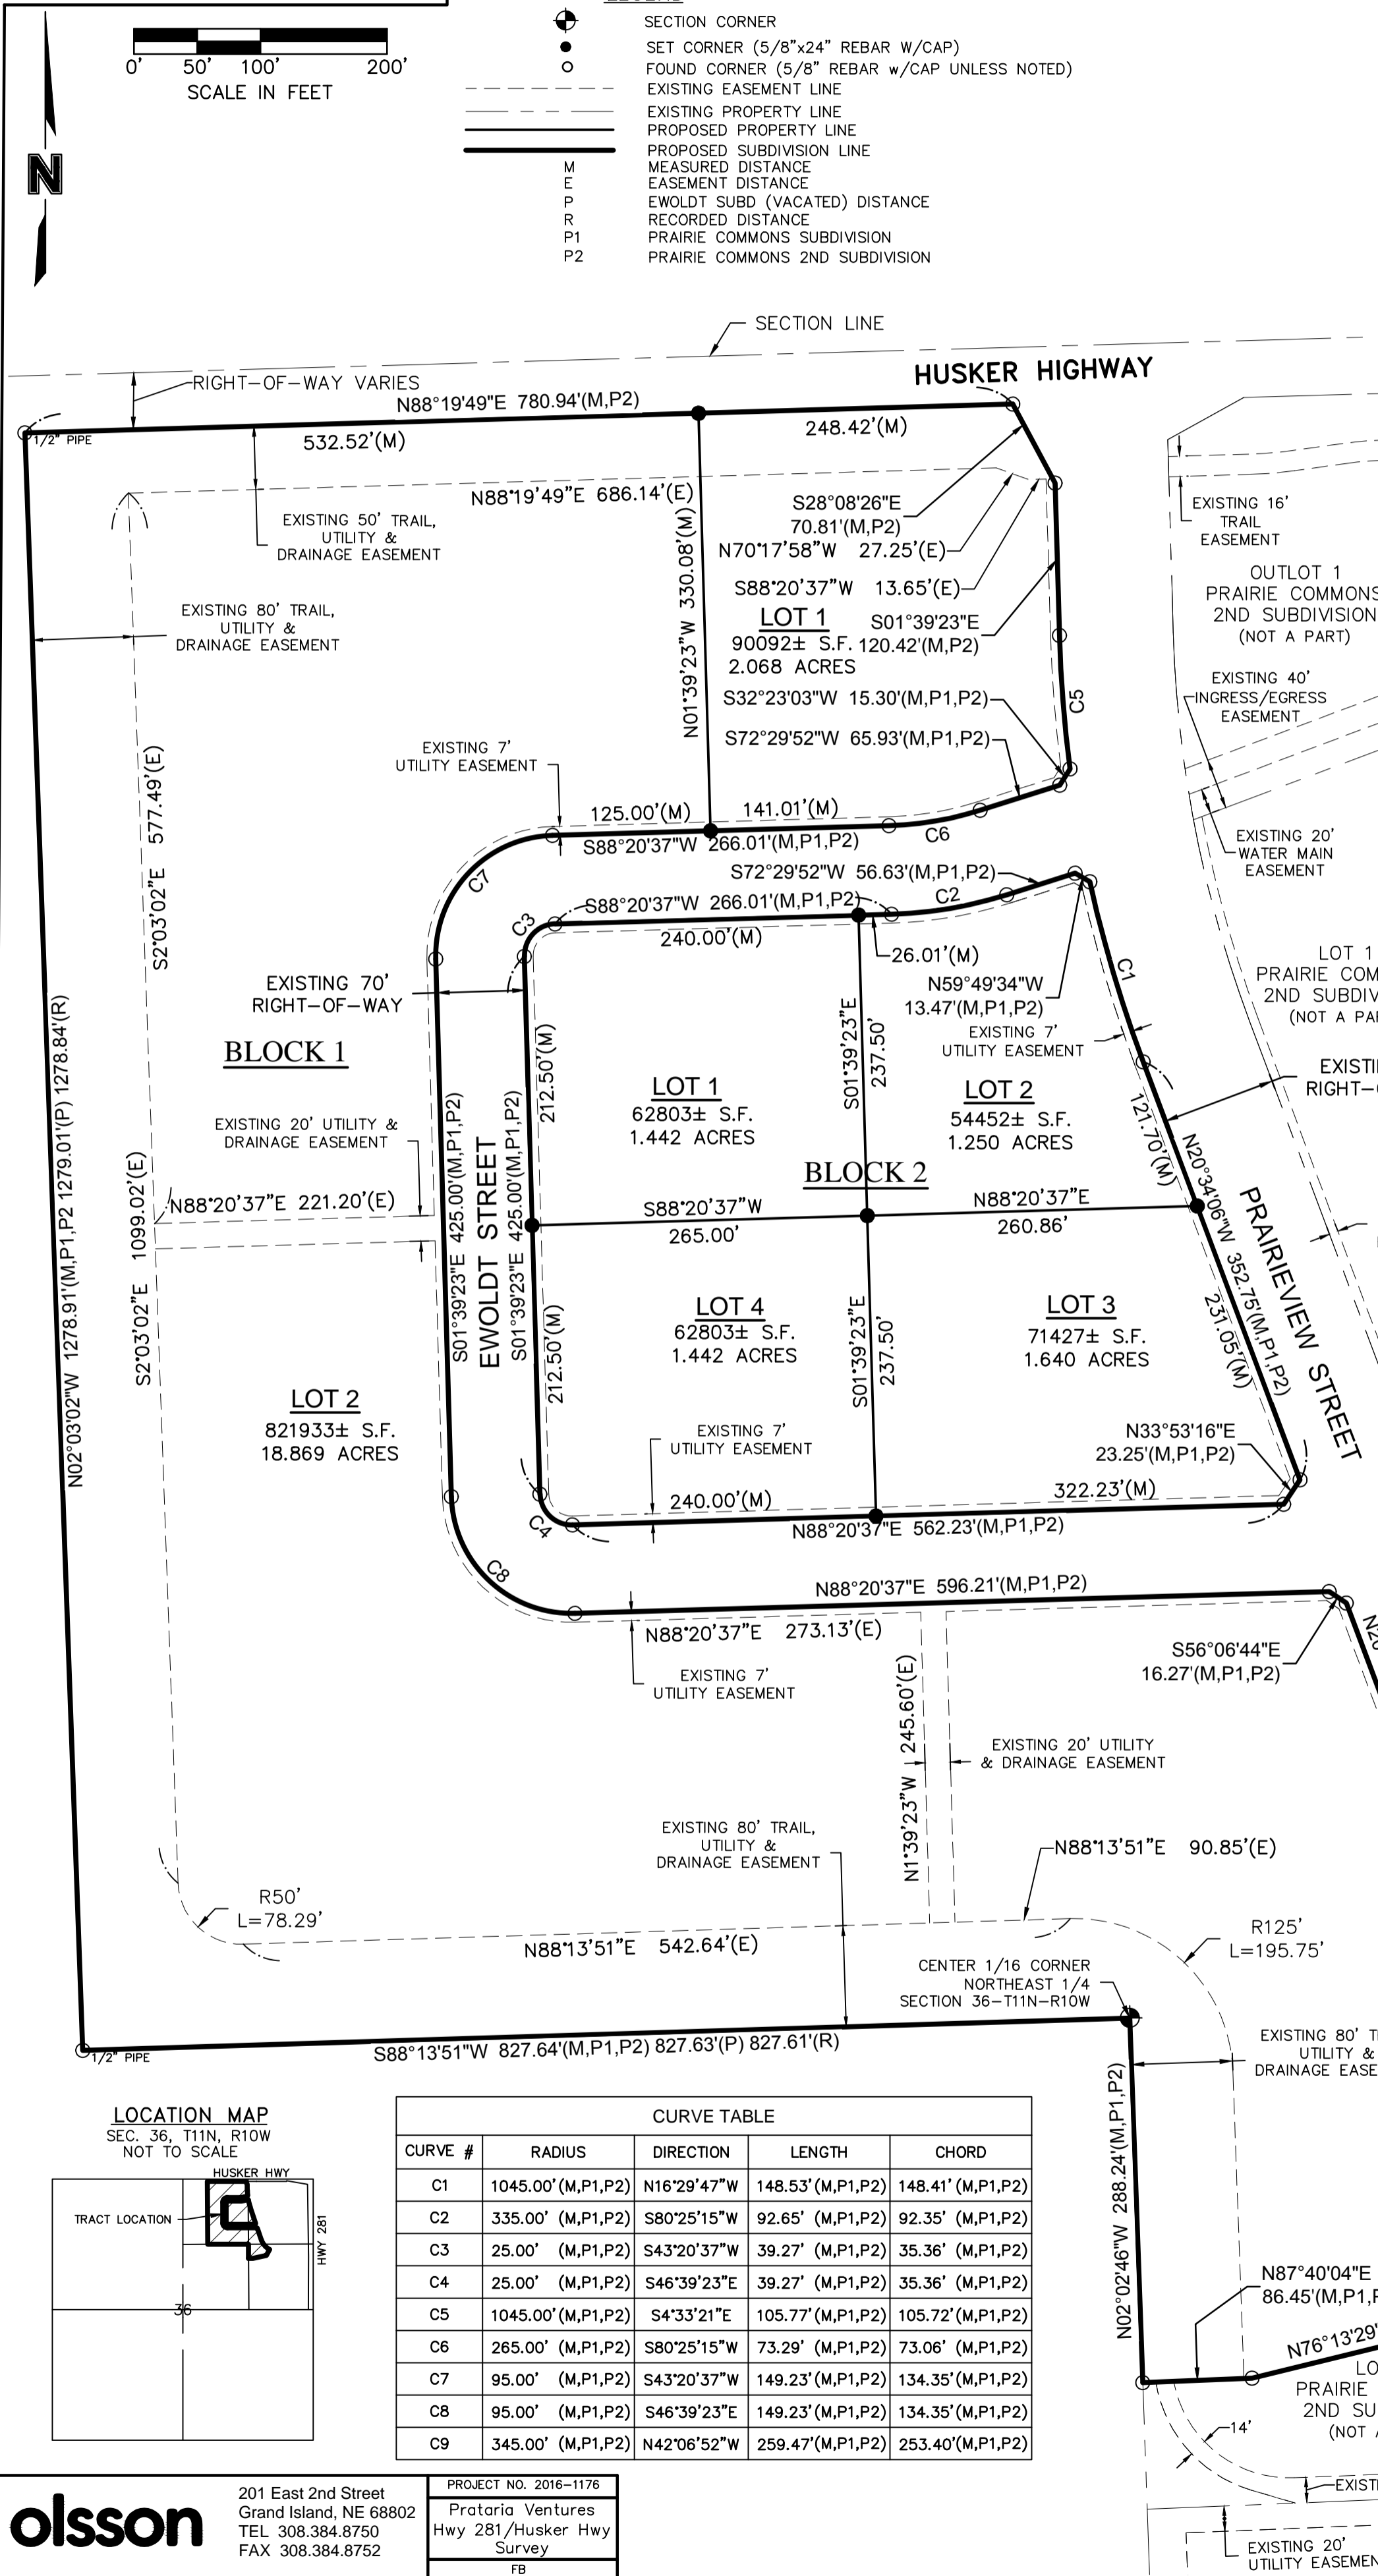 LEGEND
SECTION CORNER
SET CORNER (5/8"x24" REBAR W/CAP)
FOUND CORNER (5/8" REBAR w/CAP UNLESS NOTED)
EXISTING EASEMENT LINE
EXISTING PROPERTY LINE
PROPOSED PROPERTY LINE
PROPOSED SUBDIVISION LINE
M MEASURED DISTANCE
E EASEMENT DISTANCE
P EWOLDT SUBD (VACATED) DISTANCE
R RECORDED DISTANCE
P1 PRAIRIE COMMONS SUBDIVISION
P2 PRAIRIE COMMONS 2ND SUBDIVISION
0' 50' 100' 200'
SCALE IN FEET
N
SECTION LINE
HUSKER HIGHWAY
RIGHT-OF-WAY VARIES
N88°19'49"E 780.94'(M,P2)
1/2" PIPE
532.52'(M)
248.42'(M)
N88°19'49"E 686.14'(E)
EXISTING 50' TRAIL,
UTILITY &
DRAINAGE EASEMENT
S28°08'26"E
70.81'(M,P2)
N70°17'58"W 27.25'(E)
S88°20'37"W 13.65'(E)
EXISTING 16'
TRAIL
EASEMENT
OUTLOT 1
PRAIRIE COMMONS
2ND SUBDIVISION
(NOT A PART)
EXISTING 80' TRAIL,
UTILITY &
DRAINAGE EASEMENT
N01°39'23"W 330.08'(M)
LOT 1
90092± S.F.
2.068 ACRES
S01°39'23"E
120.42'(M,P2)
S32°23'03"W 15.30'(M,P1,P2)
S72°29'52"W 65.93'(M,P1,P2)
C5
EXISTING 40'
INGRESS/EGRESS
EASEMENT
EXISTING 7'
UTILITY EASEMENT
S2°03'02"E 577.49'(E)
125.00'(M)
141.01'(M)
S88°20'37"W 266.01'(M,P1,P2)
C6
C7
EXISTING 20'
WATER MAIN
EASEMENT
S72°29'52"W 56.63'(M,P1,P2)
S88°20'37"W 266.01'(M,P1,P2)
C2
C3
240.00'(M)
26.01'(M)
N59°49'34"W
13.47'(M,P1,P2)
C1
EXISTING 7'
UTILITY EASEMENT
LOT 1
PRAIRIE COM
2ND SUBDIV
(NOT A PA
EXISTING 70'
RIGHT-OF-WAY
BLOCK 1
212.50'(M)
S01°39'23"E
237.50'
LOT 1
62803± S.F.
1.442 ACRES
LOT 2
54452± S.F.
1.250 ACRES
EXISTI
RIGHT-
121.70'(M)
N20°34'06"W 352.75'(M,P1,P2)
PRAIRIEVIEW STREET
N02°03'02"W 1278.91'(M,P1,P2 1279.01'(P) 1278.84'(R)
EXISTING 20' UTILITY &
DRAINAGE EASEMENT
S01°39'23"E 425.00'(M,P1,P2)
EWOLDT STREET
S01°39'23"E 425.00'(M,P1,P2)
BLOCK 2
S2°03'02"E 1099.02'(E)
N88°20'37"E 221.20'(E)
S88°20'37"W
265.00'
N88°20'37"E
260.86'
LOT 4
62803± S.F.
1.442 ACRES
LOT 3
71427± S.F.
1.640 ACRES
S01°39'23"E
237.50'
231.05'(M)
212.50'(M)
LOT 2
821933± S.F.
18.869 ACRES
EXISTING 7'
UTILITY EASEMENT
N33°53'16"E
23.25'(M,P1,P2)
240.00'(M)
322.23'(M)
C4
N88°20'37"E 562.23'(M,P1,P2)
C8
N88°20'37"E 596.21'(M,P1,P2)
N88°20'37"E 273.13'(E)
EXISTING 7'
UTILITY EASEMENT
S56°06'44"E
16.27'(M,P1,P2)
N1°39'23"W 245.60'(E)
EXISTING 20' UTILITY
& DRAINAGE EASEMENT
EXISTING 80' TRAIL,
UTILITY &
DRAINAGE EASEMENT
N88°13'51"E 90.85'(E)
R50'
L=78.29'
N88°13'51"E 542.64'(E)
R125'
L=195.75'
CENTER 1/16 CORNER
NORTHEAST 1/4
SECTION 36-T11N-R10W
1/2" PIPE
S88°13'51"W 827.64'(M,P1,P2) 827.63'(P) 827.61'(R)
EXISTING 80' T
UTILITY &
DRAINAGE EASE
N02°02'46"W 288.24'(M,P1,P2)
N87°40'04"E
86.45'(M,P1,P
N76°13'29"
LO
PRAIRIE
2ND SU
(NOT A
14'
EXIST
EXISTING 20'
UTILITY EASEMEN
LOCATION MAP
SEC. 36, T11N, R10W
NOT TO SCALE
HUSKER HWY
TRACT LOCATION
HWY 281
36
CURVE TABLE
CURVE # RADIUS DIRECTION LENGTH CHORD
C1 1045.00'(M,P1,P2) N16°29'47"W 148.53'(M,P1,P2) 148.41'(M,P1,P2)
C2 335.00' (M,P1,P2) S80°25'15"W 92.65' (M,P1,P2) 92.35' (M,P1,P2)
C3 25.00' (M,P1,P2) S43°20'37"W 39.27' (M,P1,P2) 35.36' (M,P1,P2)
C4 25.00' (M,P1,P2) S46°39'23"E 39.27' (M,P1,P2) 35.36' (M,P1,P2)
C5 1045.00'(M,P1,P2) S4°33'21"E 105.77'(M,P1,P2) 105.72'(M,P1,P2)
C6 265.00' (M,P1,P2) S80°25'15"W 73.29' (M,P1,P2) 73.06' (M,P1,P2)
C7 95.00' (M,P1,P2) S43°20'37"W 149.23'(M,P1,P2) 134.35'(M,P1,P2)
C8 95.00' (M,P1,P2) S46°39'23"E 149.23'(M,P1,P2) 134.35'(M,P1,P2)
C9 345.00' (M,P1,P2) N42°06'52"W 259.47'(M,P1,P2) 253.40'(M,P1,P2)
olsson
201 East 2nd Street
Grand Island, NE 68802
TEL 308.384.8750
FAX 308.384.8752
PROJECT NO. 2016-1176
Prataria Ventures
Hwy 281/Husker Hwy
Survey
FB